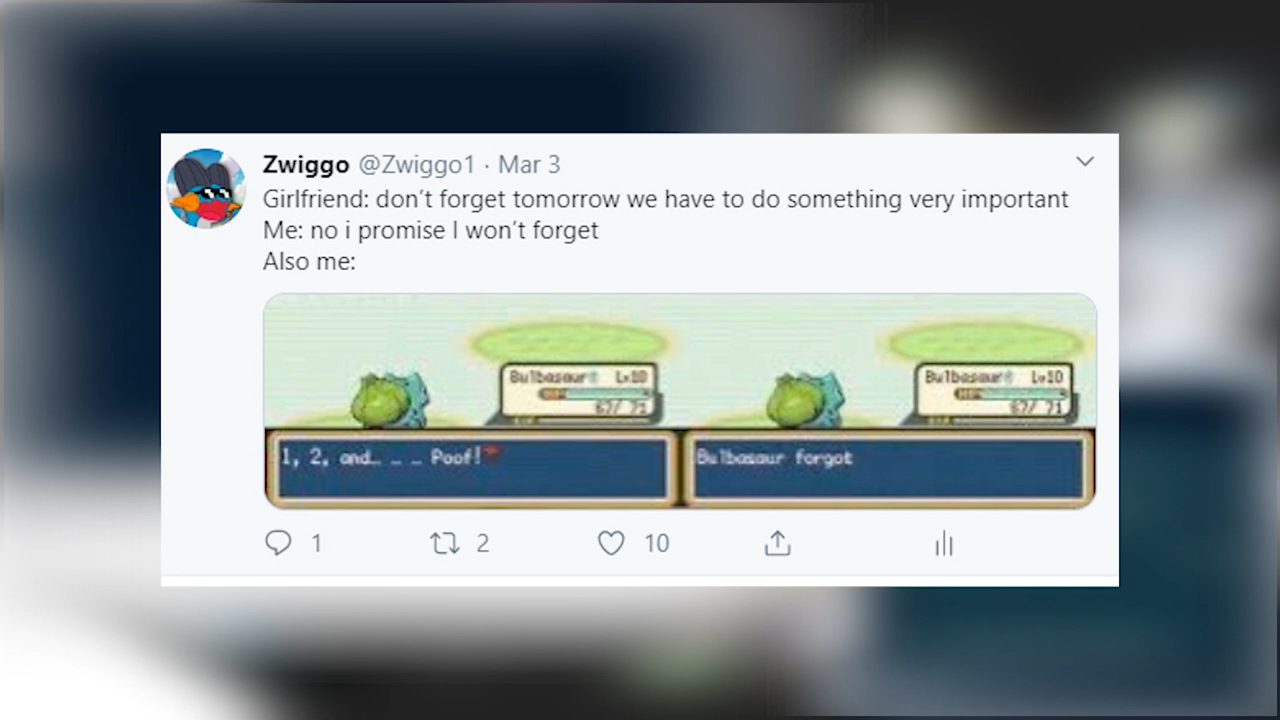 Zwiggo @Zwiggo1 · Mar 3
Girlfriend: don't forget tomorrow we have to do something very important
Me: no i promise I won't forget
Also me:
Bulbasaur Lv10
HP
67/ 71
Bulbasaur Lv10
HP
67/ 71
1, 2, and... ... ... Poof!
Bulbasaur forgot
1 2 10